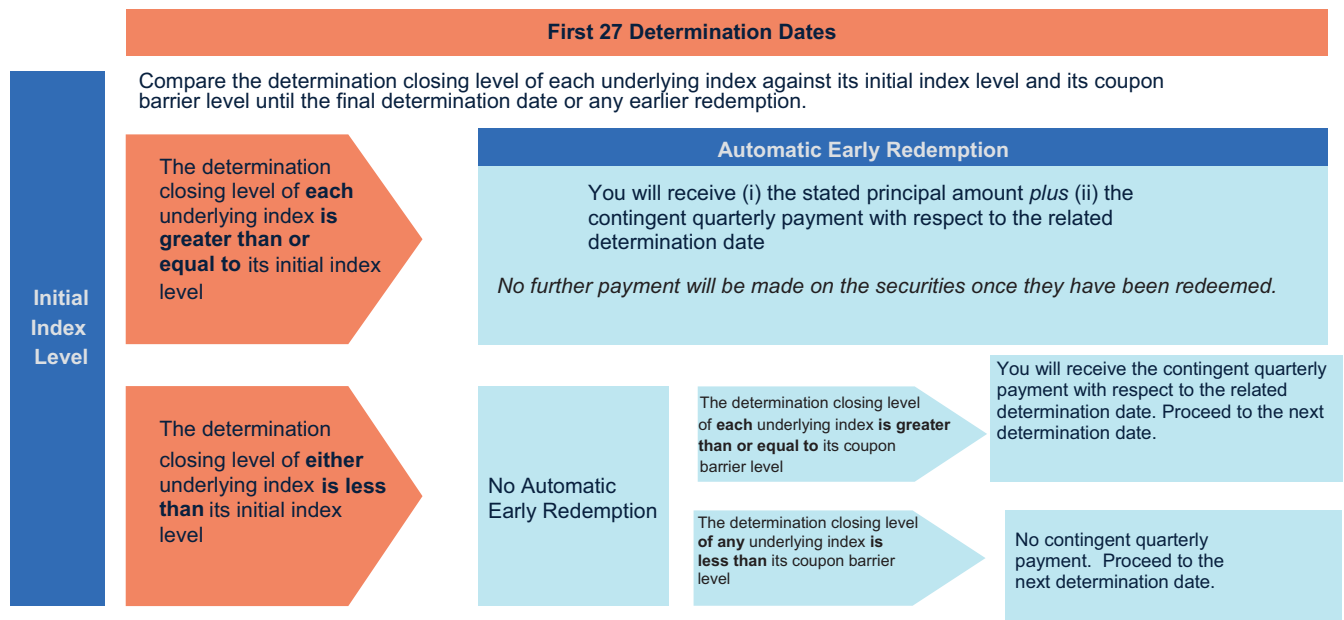 First 27 Determination Dates
Compare the determination closing level of each underlying index against its initial index level and its coupon
barrier level until the final determination date or any earlier redemption.
Initial
Index
Level
The determination
closing level of each
underlying index is
greater than or
equal to its initial index
level
Automatic Early Redemption
You will receive (i) the stated principal amount plus (ii) the
contingent quarterly payment with respect to the related
determination date
No further payment will be made on the securities once they have been redeemed.
The determination
closing level of either
underlying index is less
than its initial index
level
No Automatic
Early Redemption
The determination closing level
of each underlying index is greater
than or equal to its coupon
barrier level
You will receive the contingent quarterly
payment with respect to the related
determination date. Proceed to the next
determination date.
The determination closing level
of any underlying index is
less than its coupon barrier
level
No contingent quarterly
payment. Proceed to the
next determination date.